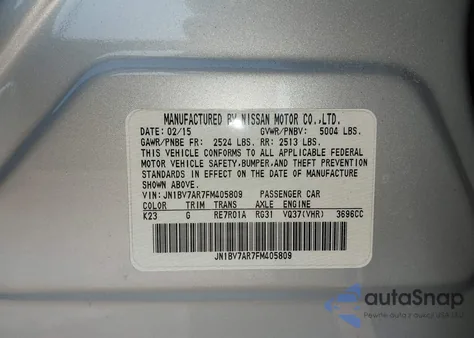 MANUFACTURED BY NISSAN MOTOR CO.,LTD.
DATE: 02/15 GVWR/PNBV: 5004 LBS.
GAWR/PNBE FR: 2524 LBS. RR: 2513 LBS.
THIS VEHICLE CONFORMS TO ALL APPLICABLE FEDERAL
MOTOR VEHICLE SAFETY,BUMPER,AND THEFT PREVENTION
STANDARDS IN EFFECT ON THE DATE OF MANUFACTURE
SHOWN ABOVE.
VIN: JN1BV7AR7FM405809 PASSENGER CAR
COLOR TRIM TRANS AXLE ENGINE
K23 G RE7R01A RG31 VQ37(VHR) 3696CC
JN1BV7AR7FM405809
autoSnap
Pewne auta z USA